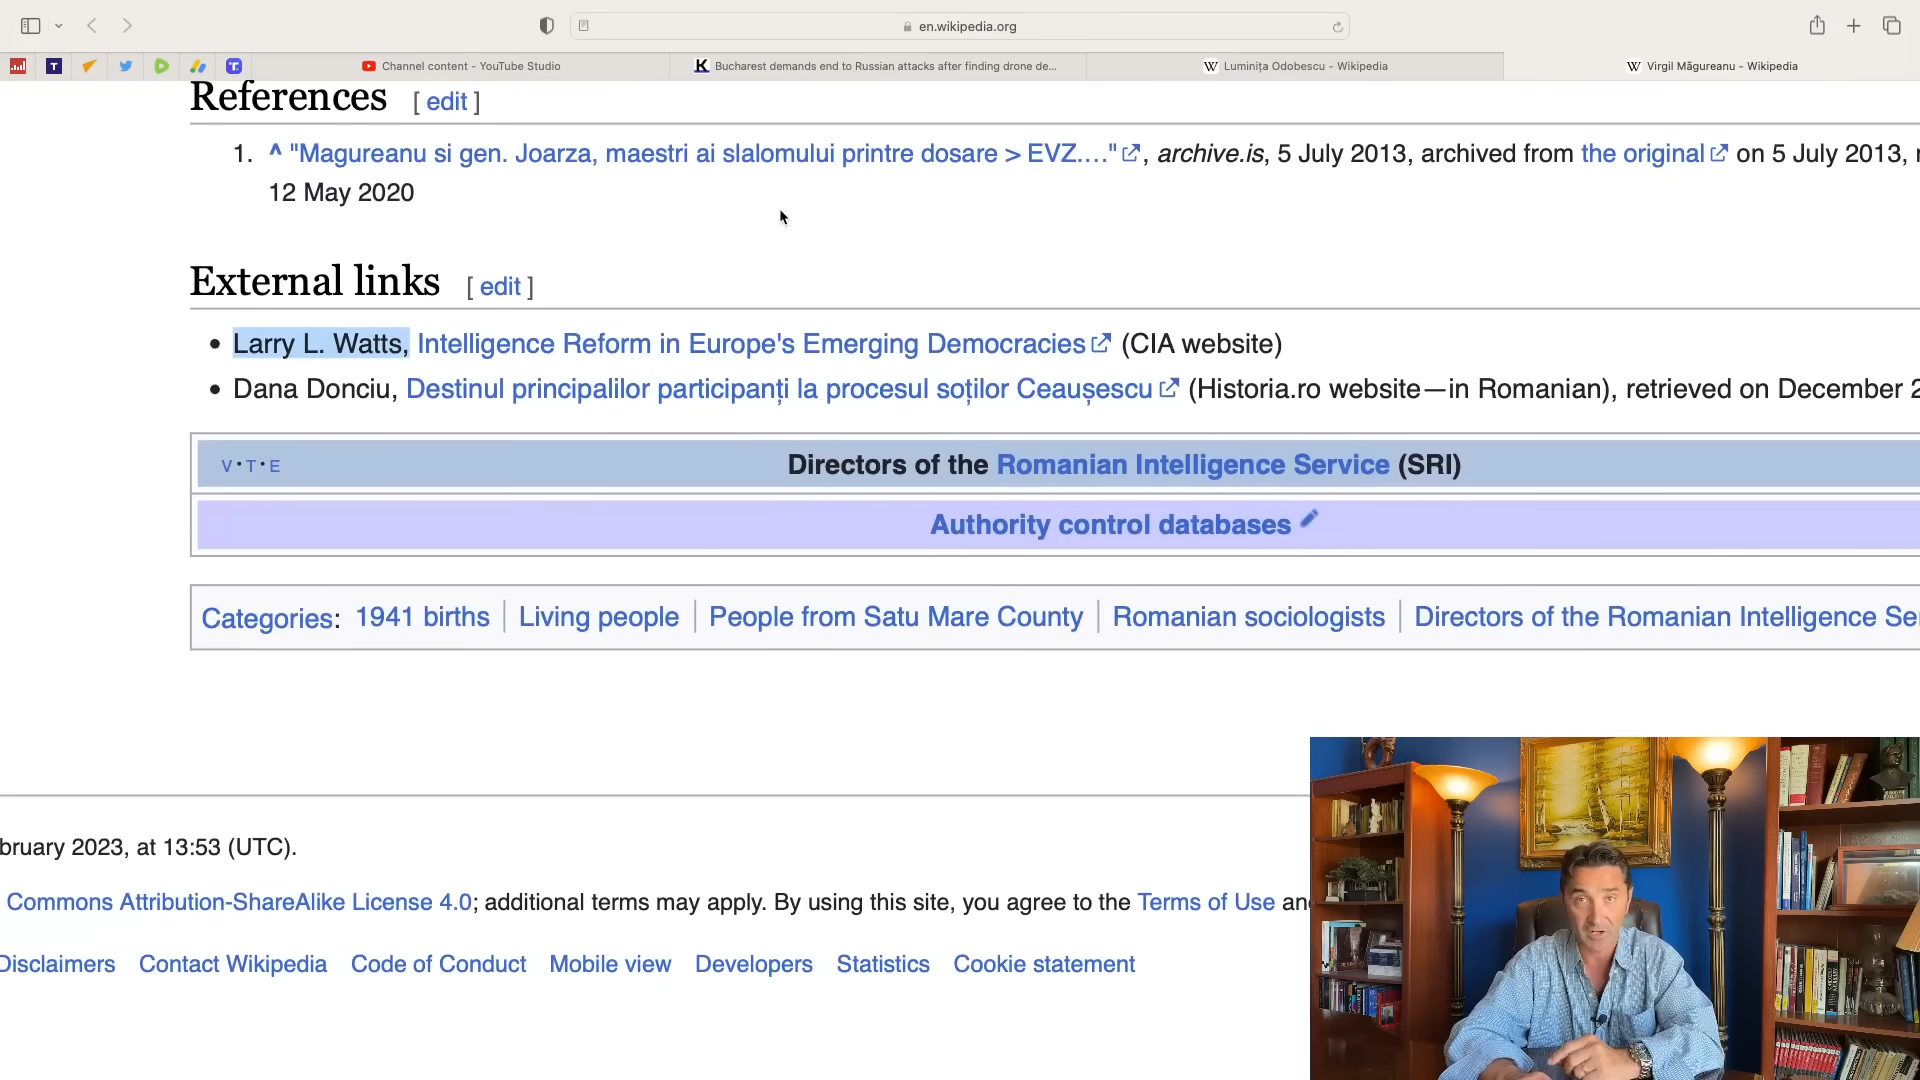 en.wikipedia.org
T
Channel content - YouTube Studio
K
Bucharest demands end to Russian attacks after finding drone de...
W
Luminița Odobescu - Wikipedia
W
Virgil Măgureanu - Wikipedia
References [ edit ]
1. ^ "Magureanu si gen. Joarza, maestri ai slalomului printre dosare > EVZ...." , archive.is, 5 July 2013, archived from the original on 5 July 2013,
12 May 2020
External links [ edit ]
• Larry L. Watts, Intelligence Reform in Europe's Emerging Democracies (CIA website)
• Dana Donciu, Destinul principalilor participanți la procesul soților Ceaușescu (Historia.ro website—in Romanian), retrieved on December 2
V · T · E
Directors of the Romanian Intelligence Service (SRI)
Authority control databases
Categories: 1941 births | Living people | People from Satu Mare County | Romanian sociologists | Directors of the Romanian Intelligence Se
bruary 2023, at 13:53 (UTC).
Commons Attribution-ShareAlike License 4.0; additional terms may apply. By using this site, you agree to the Terms of Use an
Disclaimers Contact Wikipedia Code of Conduct Mobile view Developers Statistics Cookie statement